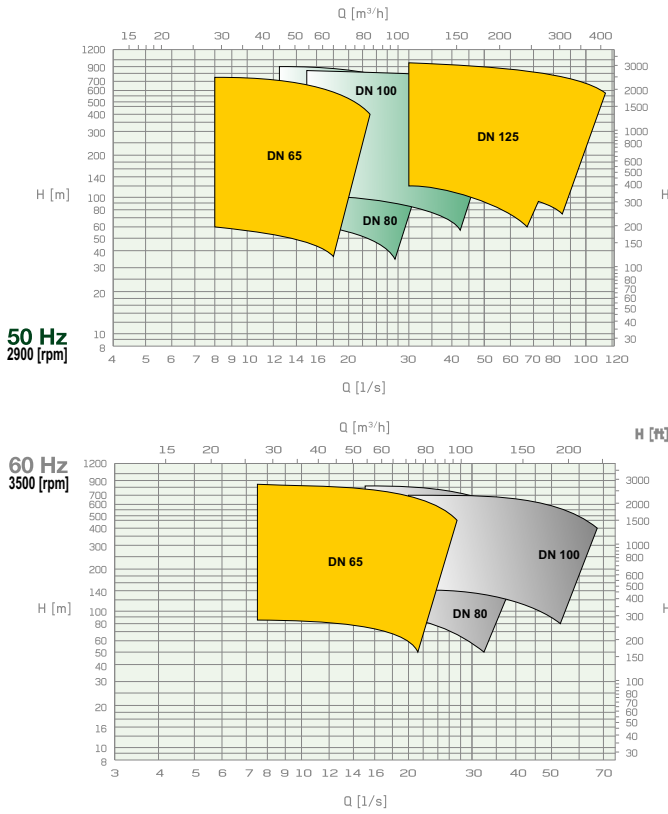 Q [m³/h]
15 20 30 40 50 60 80 100 150 200 300 400
1200 900 700 600 500 400 300 200 140 100 80 60 50 40 30 20 10 8
H [m]
3000 2000 1500 1000 800 600 500 400 300 200 150 100 80 70 60 50 40 30
H
DN 100
DN 65
DN 125
DN 80
50 Hz
2900 [rpm]
4 5 6 7 8 9 10 12 14 16 20 30 40 50 60 70 80 100 120
Q [l/s]
Q [m³/h]
H [ft]
60 Hz
3500 [rpm]
15 20 30 40 50 60 80 100 150 200
1200 900 700 600 500 400 300 200 140 100 80 60 50 40 30 20 16 10 8
H [m]
3000 2000 1500 1000 800 600 500 400 300 200 150 100 80 70 60 50 40 30
H
DN 65
DN 100
DN 80
3 4 5 6 7 8 9 10 12 14 16 20 30 40 50 70
Q [l/s]